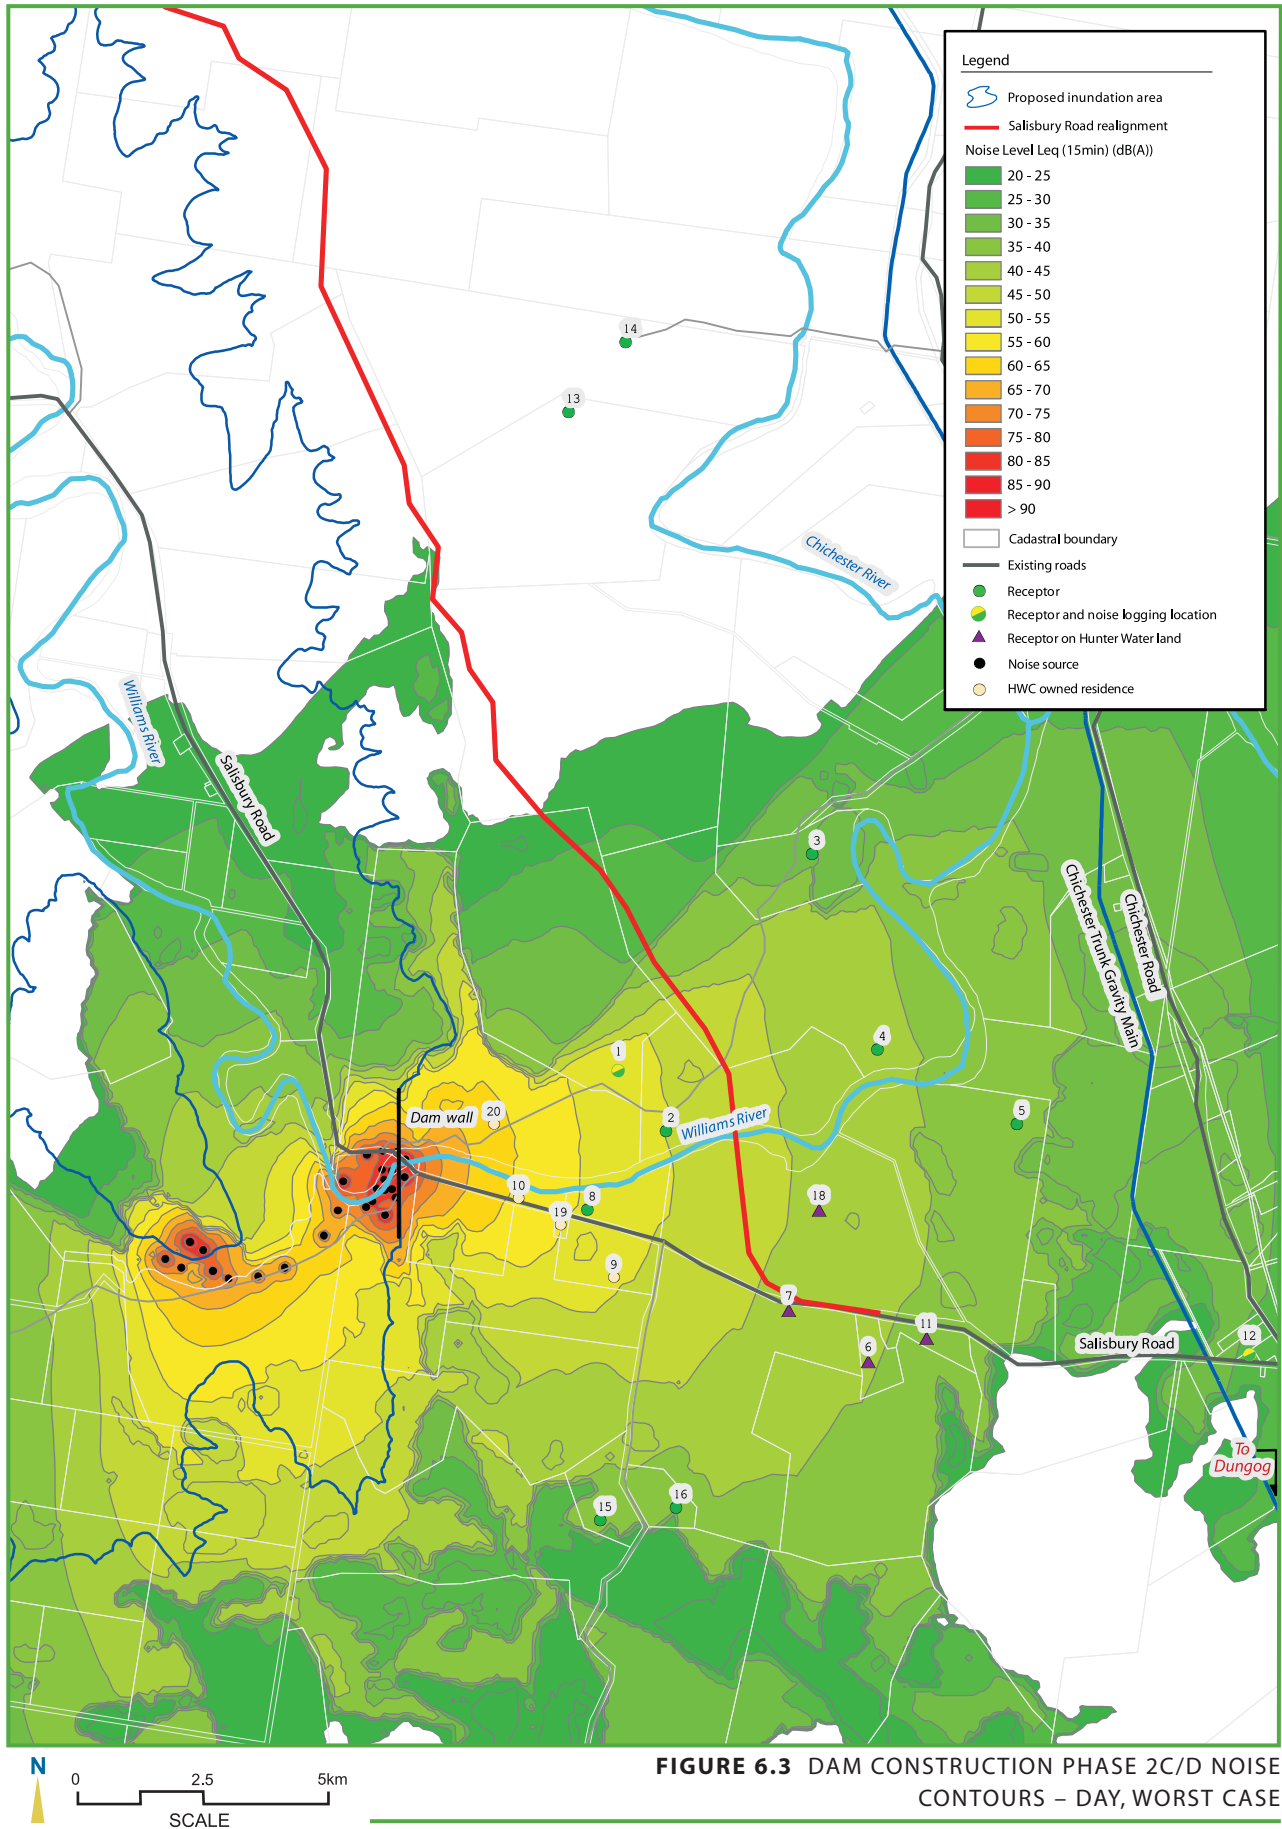 Legend
Proposed inundation area
Salisbury Road realignment
Noise Level Leq (15min) (dB(A))
20 - 25
25 - 30
30 - 35
35 - 40
40 - 45
45 - 50
50 - 55
55 - 60
60 - 65
65 - 70
70 - 75
75 - 80
80 - 85
85 - 90
> 90
Cadastral boundary
Existing roads
Receptor
Receptor and noise logging location
Receptor on Hunter Water land
Noise source
HWC owned residence
14
13
Chichester River
Williams River
Salisbury Road
3
Chichester Trunk Gravity Main
Chichester Road
4
1
Dam wall
20
2
Williams River
5
10
8
18
19
9
7
11
6
Salisbury Road
12
To
Dungog
15
16
N
0
2.5
5km
SCALE
FIGURE 6.3 DAM CONSTRUCTION PHASE 2C/D NOISE
CONTOURS – DAY, WORST CASE